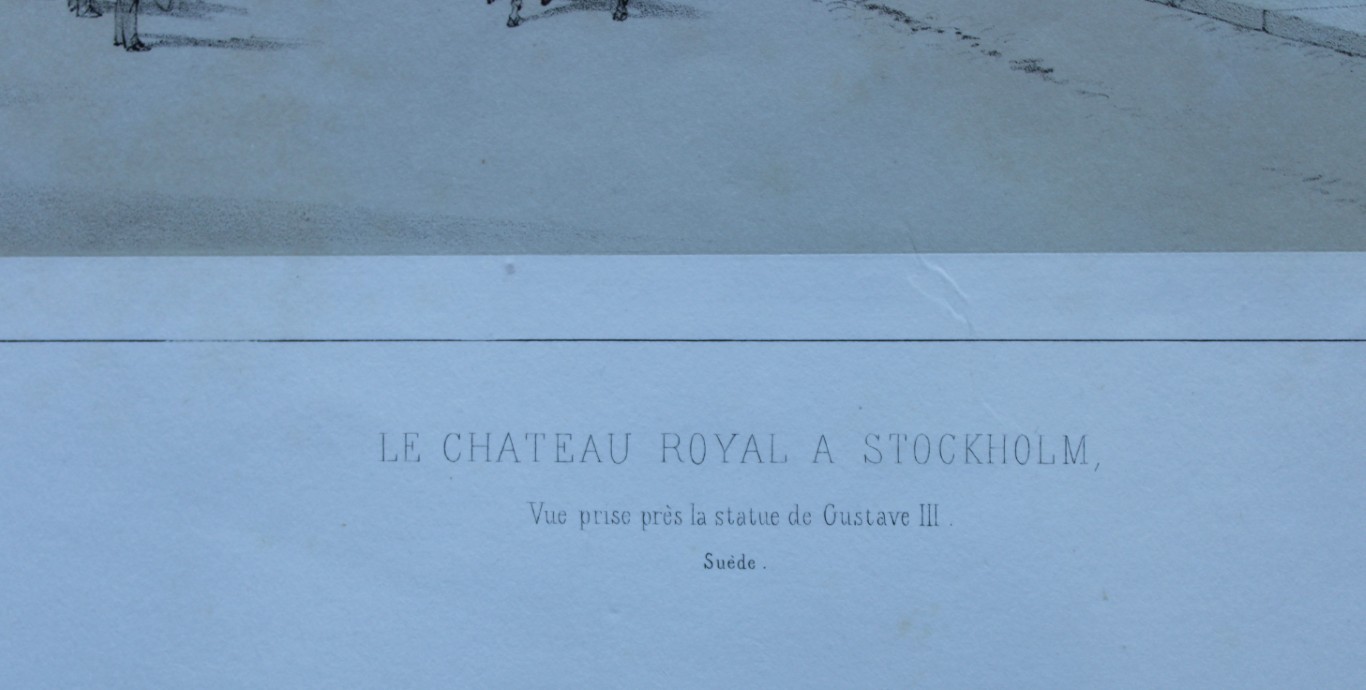 LE CHATEAU ROYAL A STOCKHOLM,
Vue prise près la statue de Gustave III.
Suède.